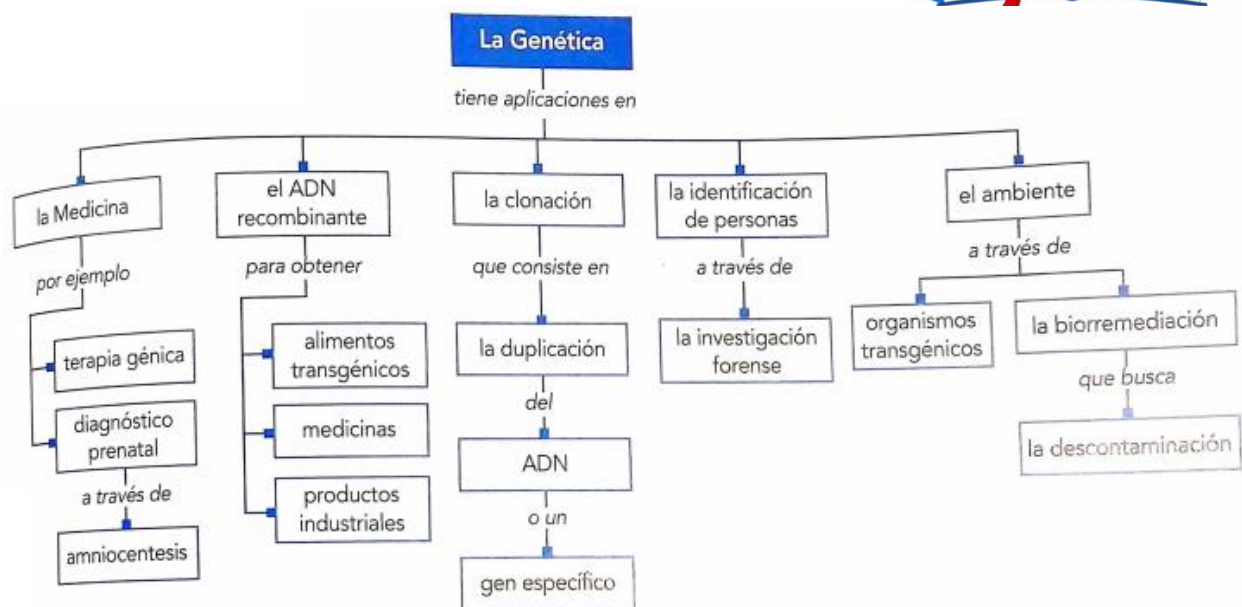 La Genética
tiene aplicaciones en
la Medicina
por ejemplo
terapia génica
diagnóstico
prenatal
a través de
amniocentesis
el ADN
recombinante
para obtener
alimentos
transgénicos
medicinas
productos
industriales
la clonación
que consiste en
la duplicación
del
ADN
o un
gen específico
la identificación
de personas
a través de
la investigación
forense
el ambiente
a través de
organismos
transgénicos
la biorremediación
que busca
la descontaminación